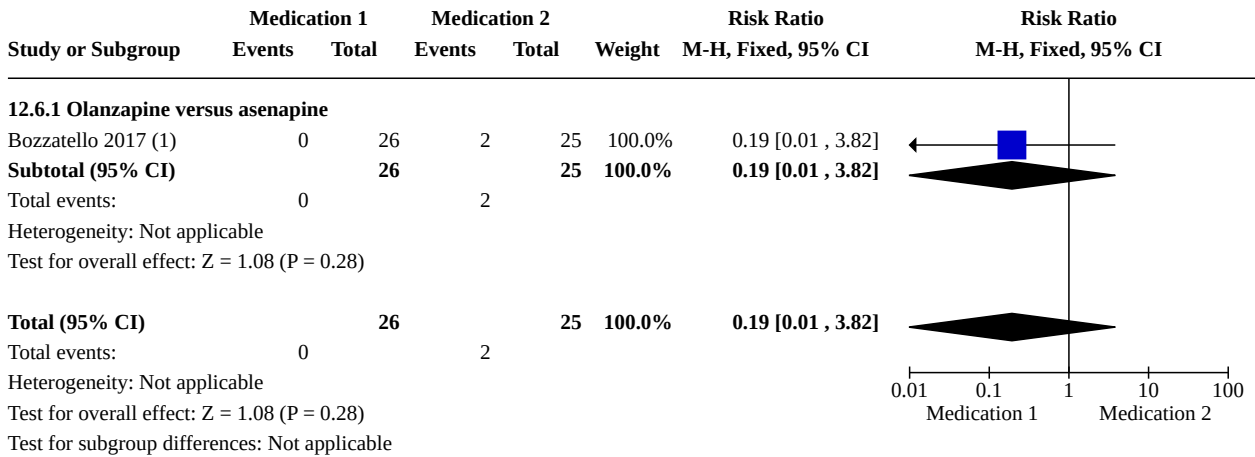 Medication 1 Medication 2 Risk Ratio Risk Ratio
Study or Subgroup Events Total Events Total Weight M-H, Fixed, 95% CI M-H, Fixed, 95% CI
12.6.1 Olanzapine versus asenapine
Bozzatello 2017 (1) 0 26 2 25 100.0% 0.19 [0.01 , 3.82]
Subtotal (95% CI) 26 25 100.0% 0.19 [0.01 , 3.82]
Total events: 0 2
Heterogeneity: Not applicable
Test for overall effect: Z = 1.08 (P = 0.28)
Total (95% CI) 26 25 100.0% 0.19 [0.01 , 3.82]
Total events: 0 2
Heterogeneity: Not applicable
0.01 0.1 1 10 100
Test for overall effect: Z = 1.08 (P = 0.28) Medication 1 Medication 2
Test for subgroup differences: Not applicable